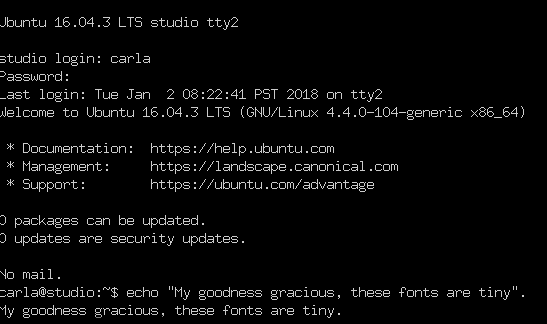 Ubuntu 16.04.3 LTS studio tty2
studio login: carla
Password:
Last login: Tue Jan  2 08:22:41 PST 2018 on tty2
Welcome to Ubuntu 16.04.3 LTS (GNU/Linux 4.4.0-104-generic x86_64)
 * Documentation:  https://help.ubuntu.com
 * Management:     https://landscape.canonical.com
 * Support:        https://ubuntu.com/advantage
0 packages can be updated.
0 updates are security updates.
No mail.
carla@studio:~$ echo "My goodness gracious, these fonts are tiny".
My goodness gracious, these fonts are tiny.